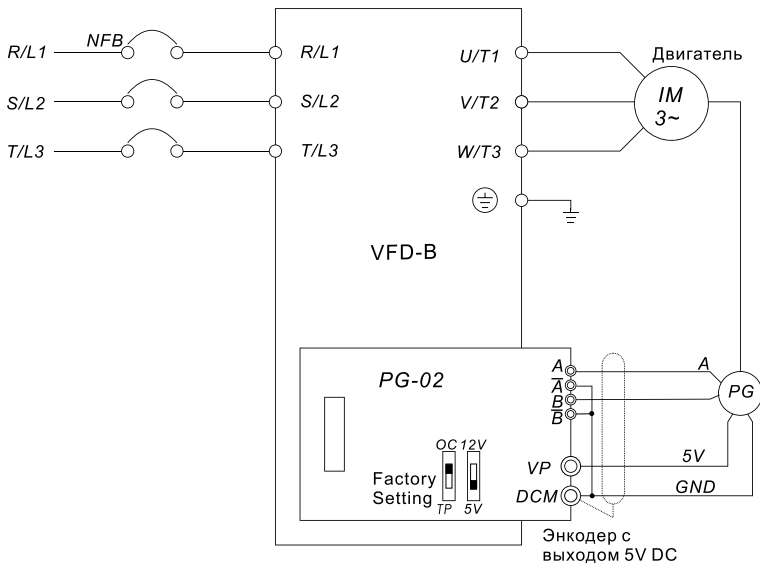 R/L1 NFB R/L1 U/T1 Двигатель
S/L2 S/L2 V/T2 IM
3~
T/L3 T/L3 W/T3
VFD-B
PG-02
A
A̅
B
B̅
A
PG
OC 12V
Factory
Setting
TP 5V
VP
5V
DCM
GND
Энкодер с
выходом 5V DC